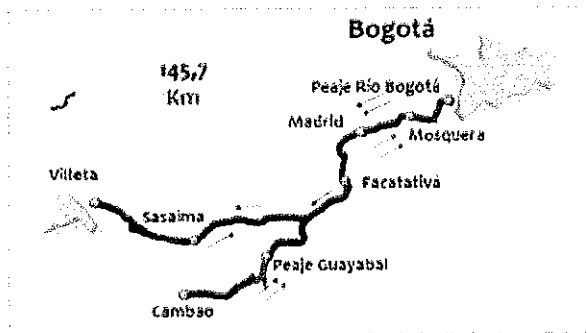 Bogotá
145,7
Km
Peaje Río Bogotá
Madrid
Mosquera
Villeta
Facatativá
Sasaima
Peaje Guayabal
Cambao